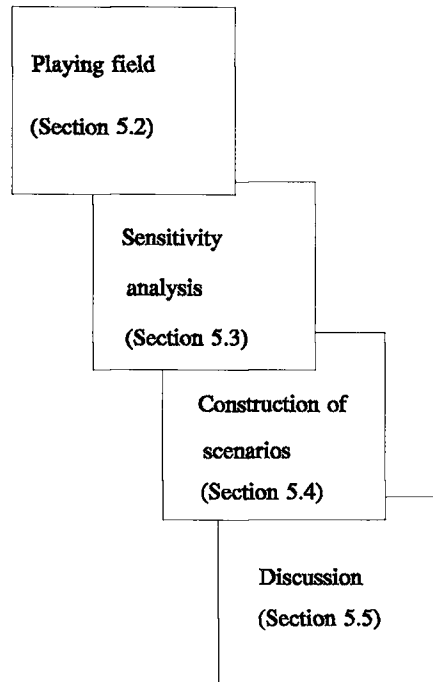 Playing field
(Section 5.2)
Sensitivity
analysis
(Section 5.3)
Construction of
scenarios
(Section 5.4)
Discussion
(Section 5.5)